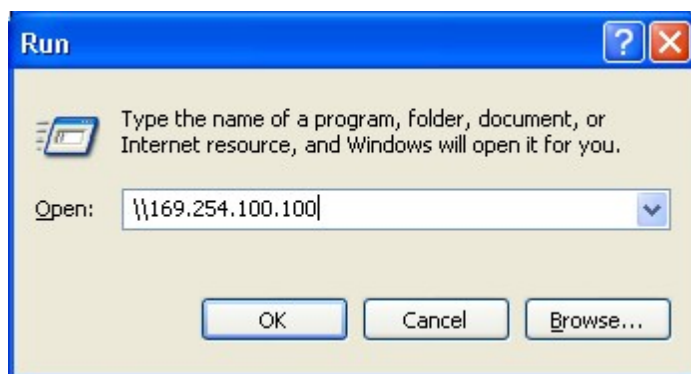 Run
Type the name of a program, folder, document, or
Internet resource, and Windows will open it for you.
Open: \\169.254.100.100
OK Cancel Browse...